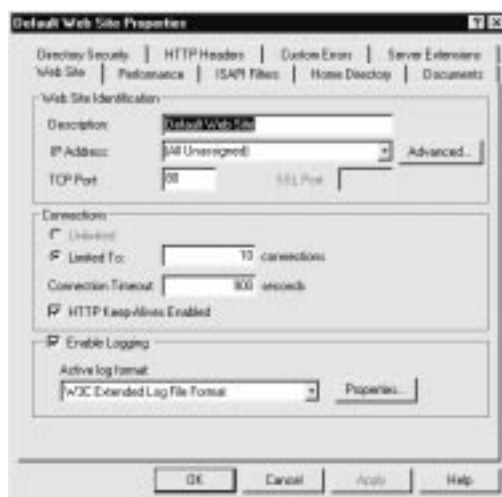 Default Web Site Properties
Directory Security HTTP Headers Custom Errors Server Extensions
Web Site Performance ISAPI Filters Home Directory Documents
Web Site Identification
Description: Default Web Site
IP Address: (All Unassigned) Advanced...
TCP Port: 80 SSL Port:
Connections
Unlimited
Limited To: 10 connections
Connection Timeout: 900 seconds
HTTP Keep-Alives Enabled
Enable Logging
Active log format:
W3C Extended Log File Format Properties...
OK Cancel Apply Help